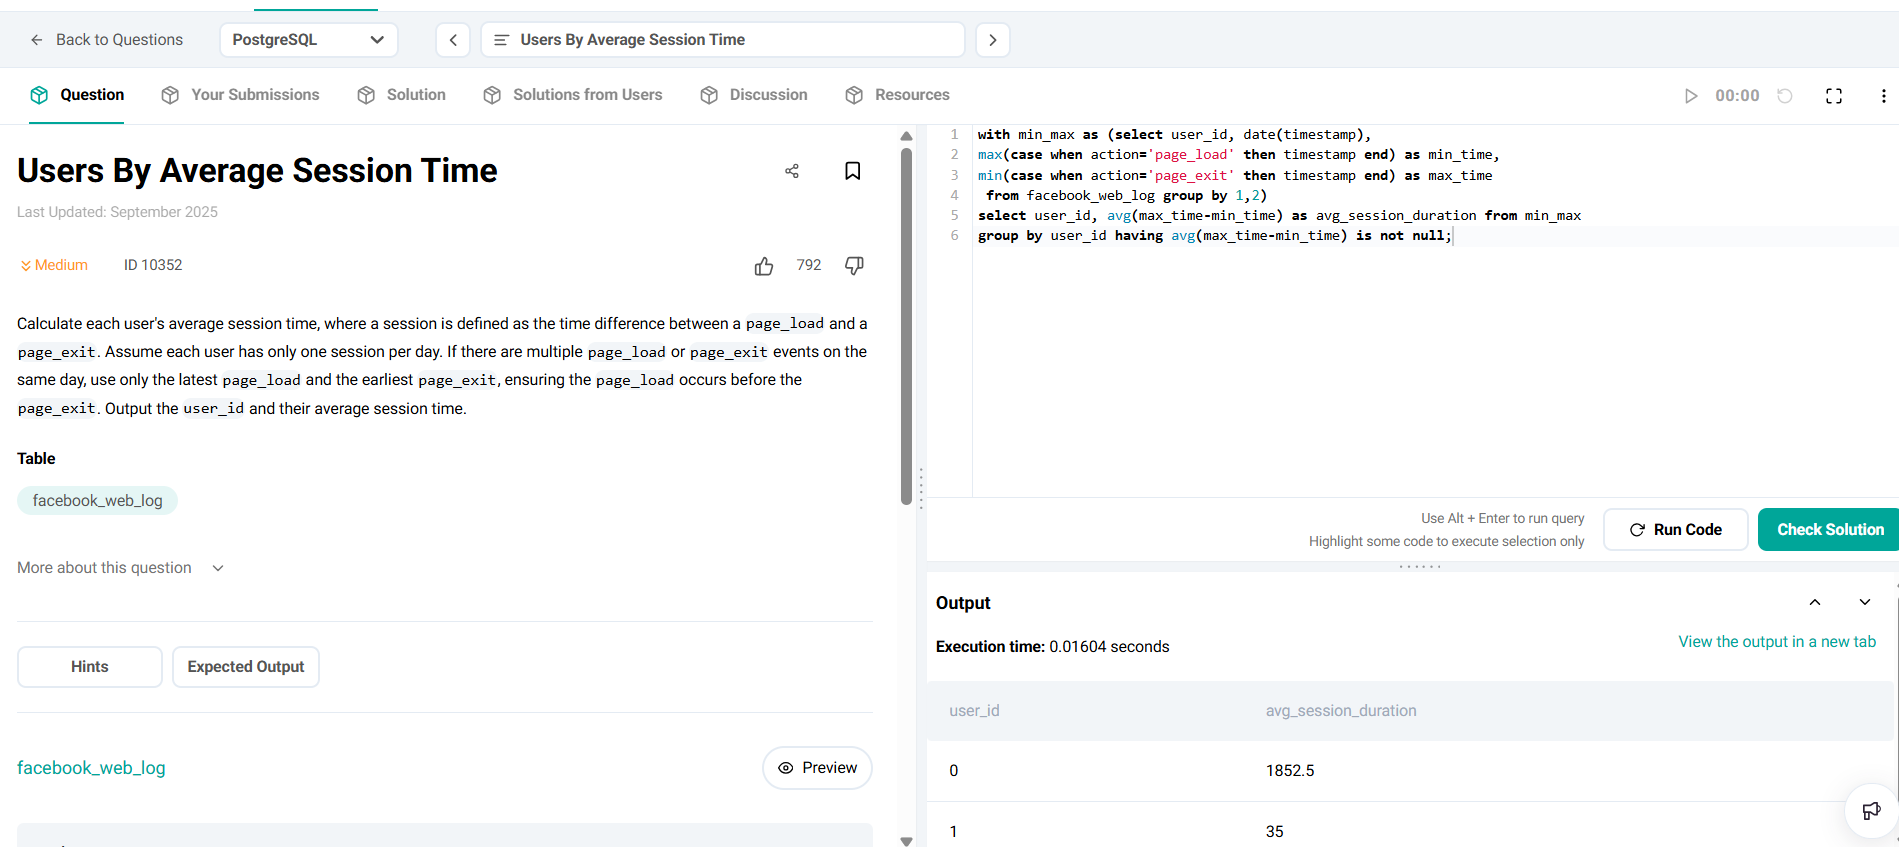 Back to Questions
PostgreSQL
Users By Average Session Time
Question
Your Submissions
Solution
Solutions from Users
Discussion
Resources
00:00
Users By Average Session Time
Last Updated: September 2025
Medium
ID 10352
792
Calculate each user's average session time, where a session is defined as the time difference between a page_load and a
page_exit. Assume each user has only one session per day. If there are multiple page_load or page_exit events on the
same day, use only the latest page_load and the earliest page_exit, ensuring the page_load occurs before the
page_exit. Output the user_id and their average session time.
Table
facebook_web_log
More about this question
Hints
Expected Output
facebook_web_log
Preview
1 with min_max as (select user_id, date(timestamp),
2 max(case when action='page_load' then timestamp end) as min_time,
3 min(case when action='page_exit' then timestamp end) as max_time
4 from facebook_web_log group by 1,2)
5 select user_id, avg(max_time-min_time) as avg_session_duration from min_max
6 group by user_id having avg(max_time-min_time) is not null;
Use Alt + Enter to run query
Highlight some code to execute selection only
Run Code
Check Solution
Output
Execution time: 0.01604 seconds
View the output in a new tab
user_id avg_session_duration
0 1852.5
1 35